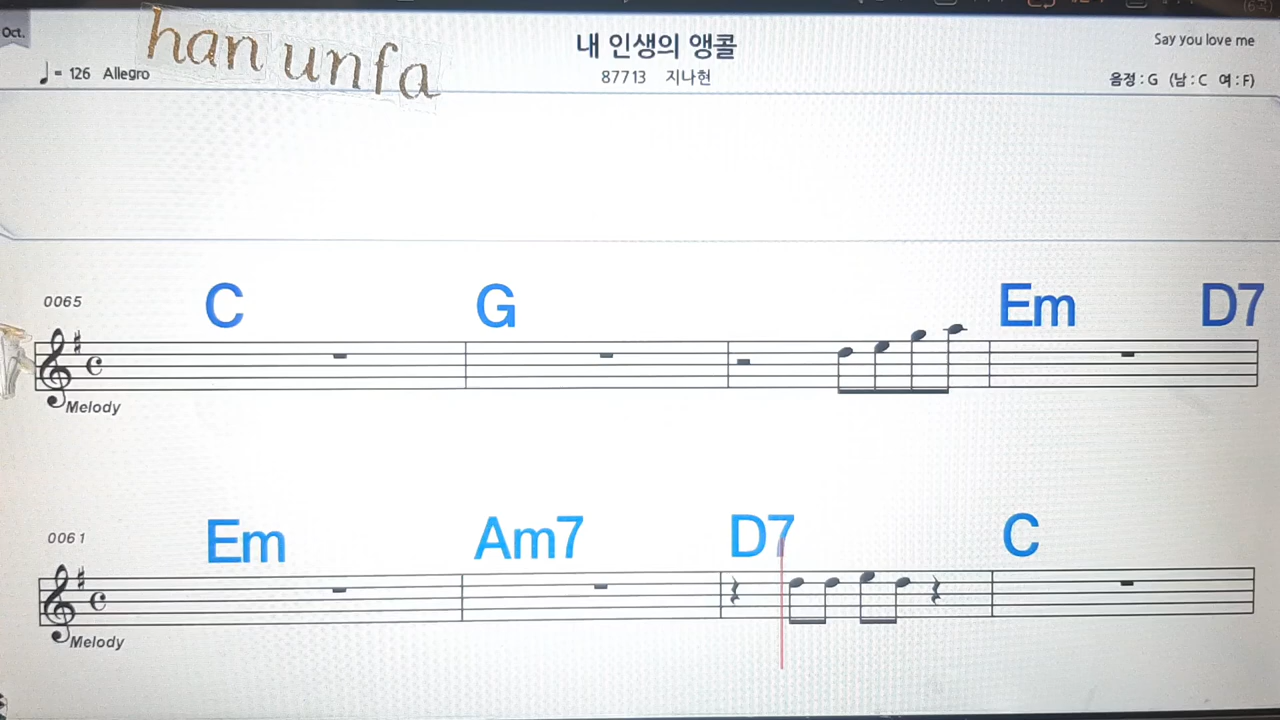 Oct.
han unfa
내 인생의 앵콜
Say you love me
= 126 Allegro
87713 지나현
음정 : G (남 : C 여 : F)
0065
C G Em D7
Melody
0061
Em Am7 D7 C
Melody